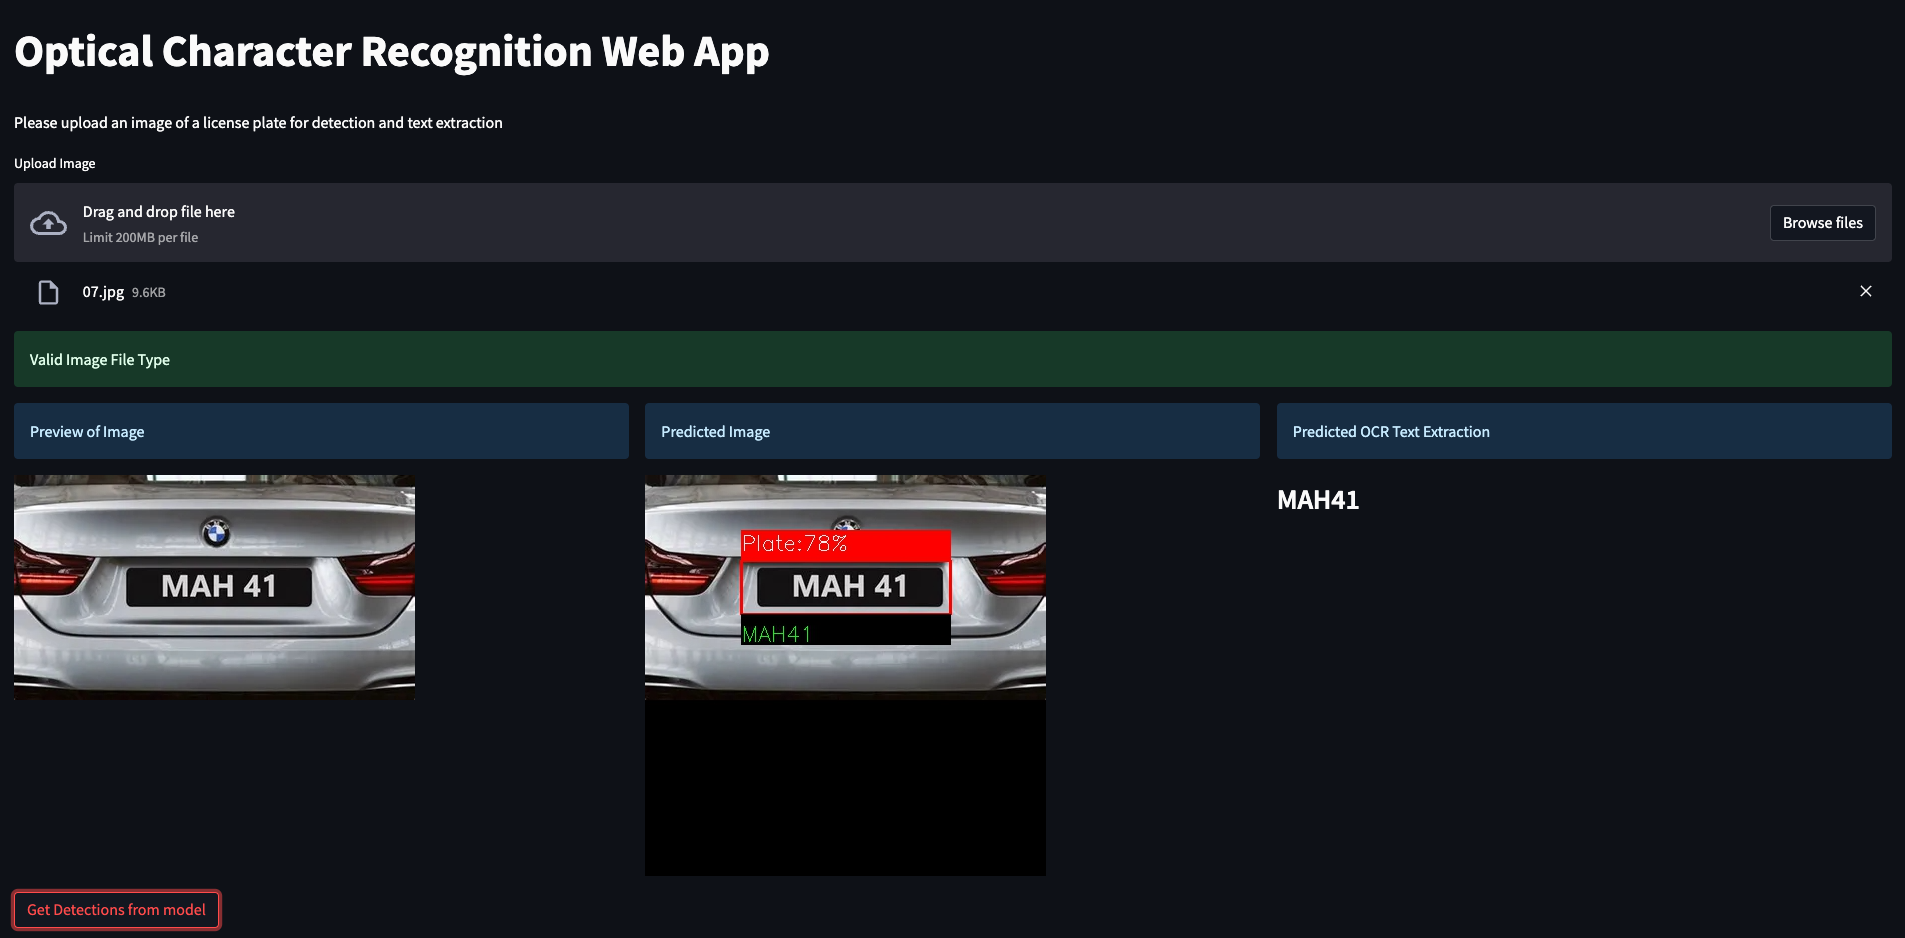 Optical Character Recognition Web App
Please upload an image of a license plate for detection and text extraction
Upload Image
Drag and drop file here
Limit 200MB per file
Browse files
07.jpg 9.6KB
Valid Image File Type
Preview of Image
Predicted Image
Predicted OCR Text Extraction
MAH 41
Plate:78%
MAH 41
MAH41
MAH41
Get Detections from model